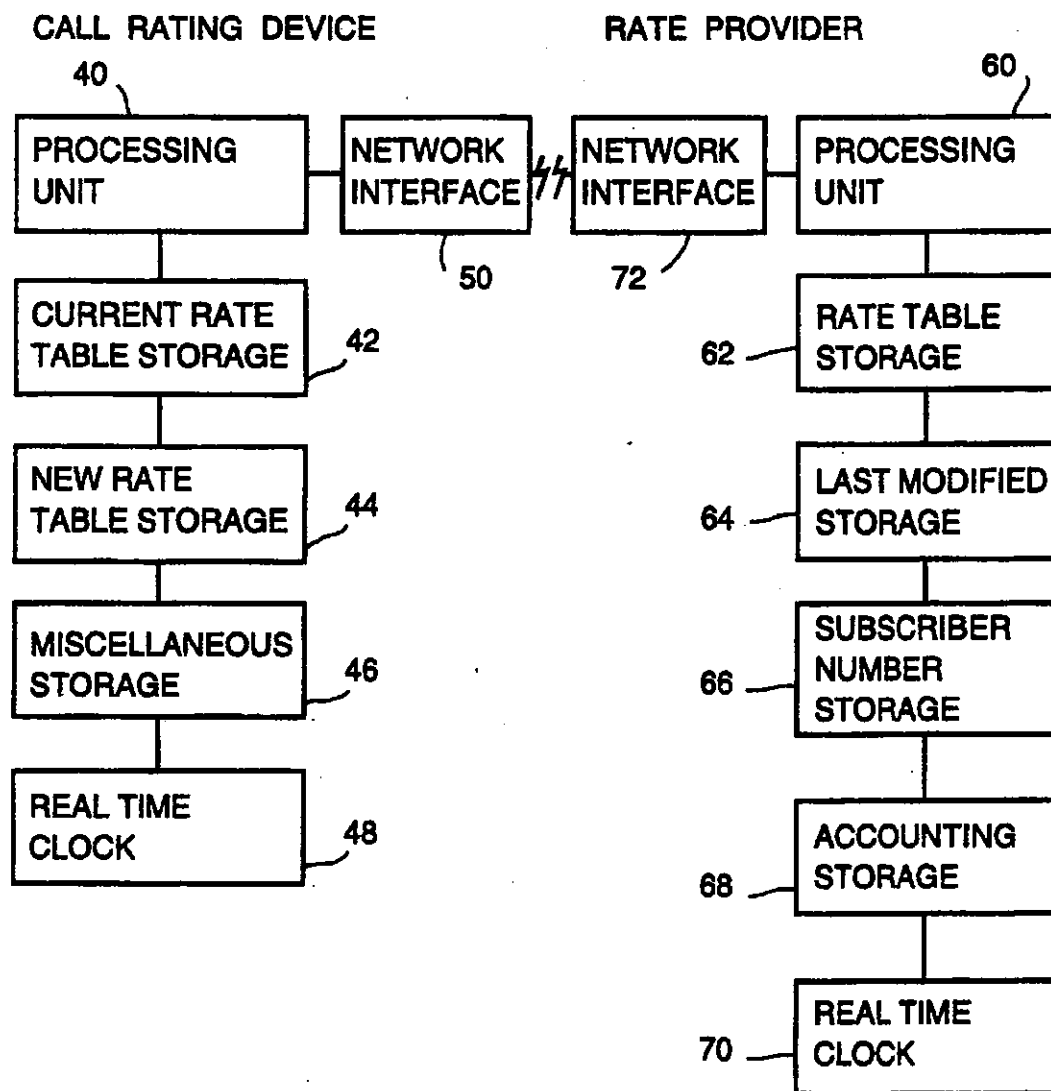 CALL RATING DEVICE
40
PROCESSING
UNIT
NETWORK
INTERFACE
50
CURRENT RATE
TABLE STORAGE
42
NEW RATE
TABLE STORAGE
44
MISCELLANEOUS
STORAGE
46
REAL TIME
CLOCK
48
RATE PROVIDER
60
NETWORK
INTERFACE
72
PROCESSING
UNIT
RATE TABLE
STORAGE
62
LAST MODIFIED
STORAGE
64
SUBSCRIBER
NUMBER
STORAGE
66
ACCOUNTING
STORAGE
68
REAL TIME
CLOCK
70